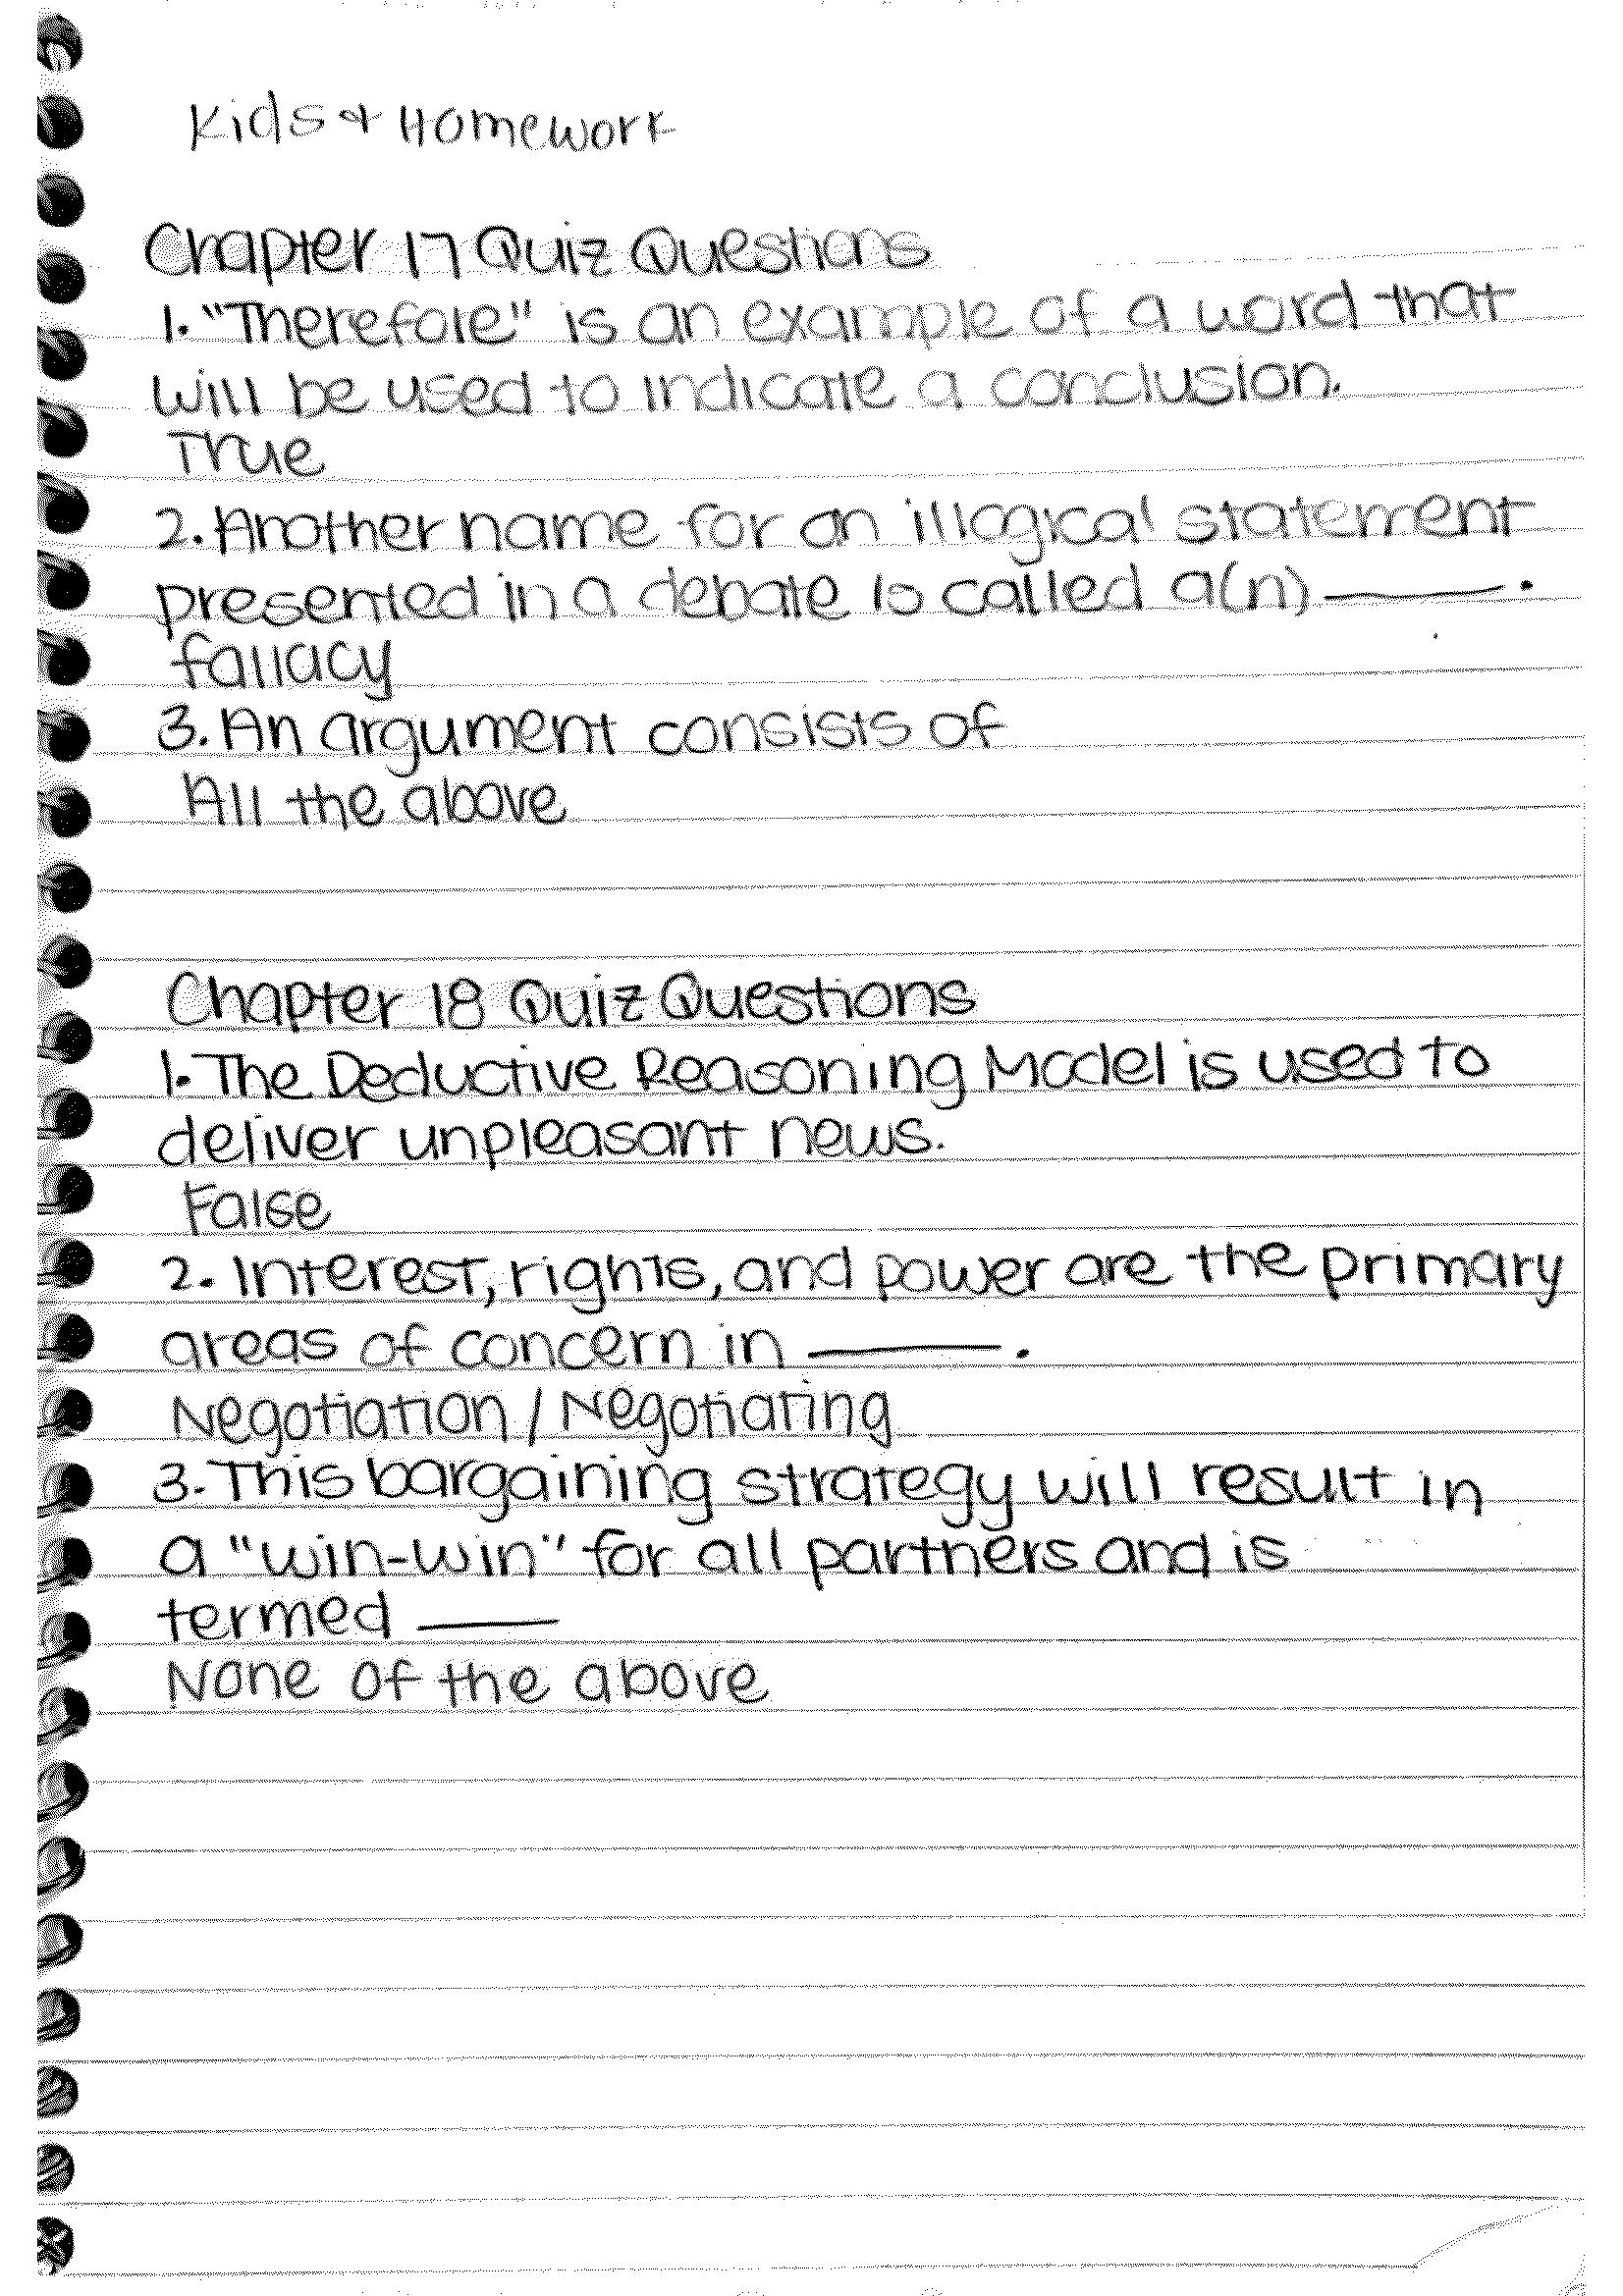 Kids & Homework
Chapter 17 Quiz Questions
1. "Therefore" is an example of a word that
will be used to indicate a conclusion.
True
2. Another name for an illogical statement
presented in a debate is called a(n) ______.
fallacy
3. An argument consists of
All the above
Chapter 18 Quiz Questions
1. The Deductive Reasoning Model is used to
deliver unpleasant news.
False
2. Interest, rights, and power are the primary
areas of concern in ______.
Negotiation / Negotiating
3. This bargaining strategy will result in
a "win-win" for all partners and is
termed ______
None of the above